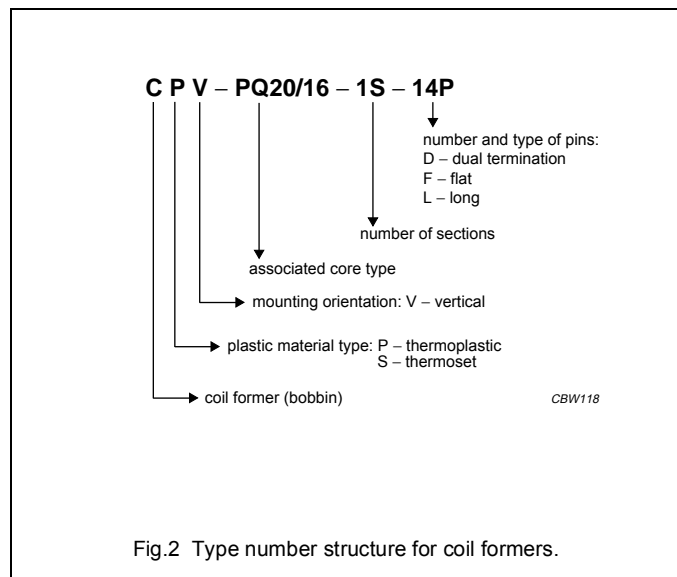 C P V – PQ20/16 – 1S – 14P
number and type of pins:
D – dual termination
F – flat
L – long
number of sections
associated core type
mounting orientation: V – vertical
plastic material type: P – thermoplastic
S – thermoset
coil former (bobbin)
CBW118
Fig.2 Type number structure for coil formers.